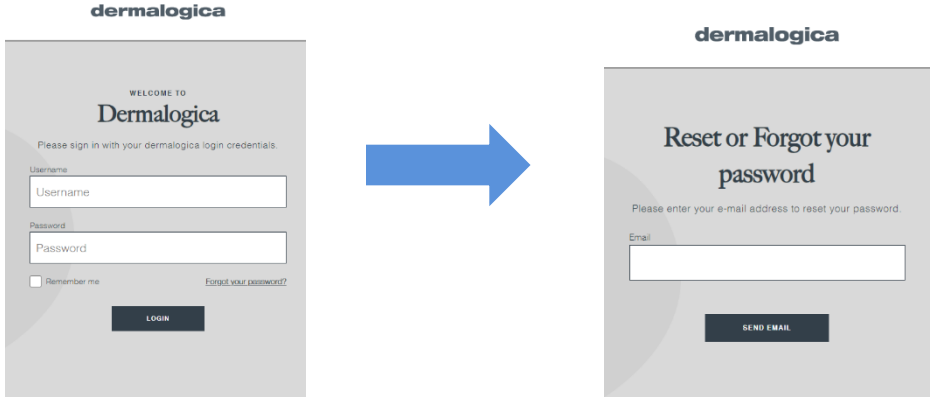 dermalogica
WELCOME TO
Dermalogica
Please sign in with your dermalogica login credentials.
Username
Username
Password
Password
Remember me
Forgot your password?
LOGIN
dermalogica
Reset or Forgot your
password
Please enter your e-mail address to reset your password.
Email
SEND EMAIL